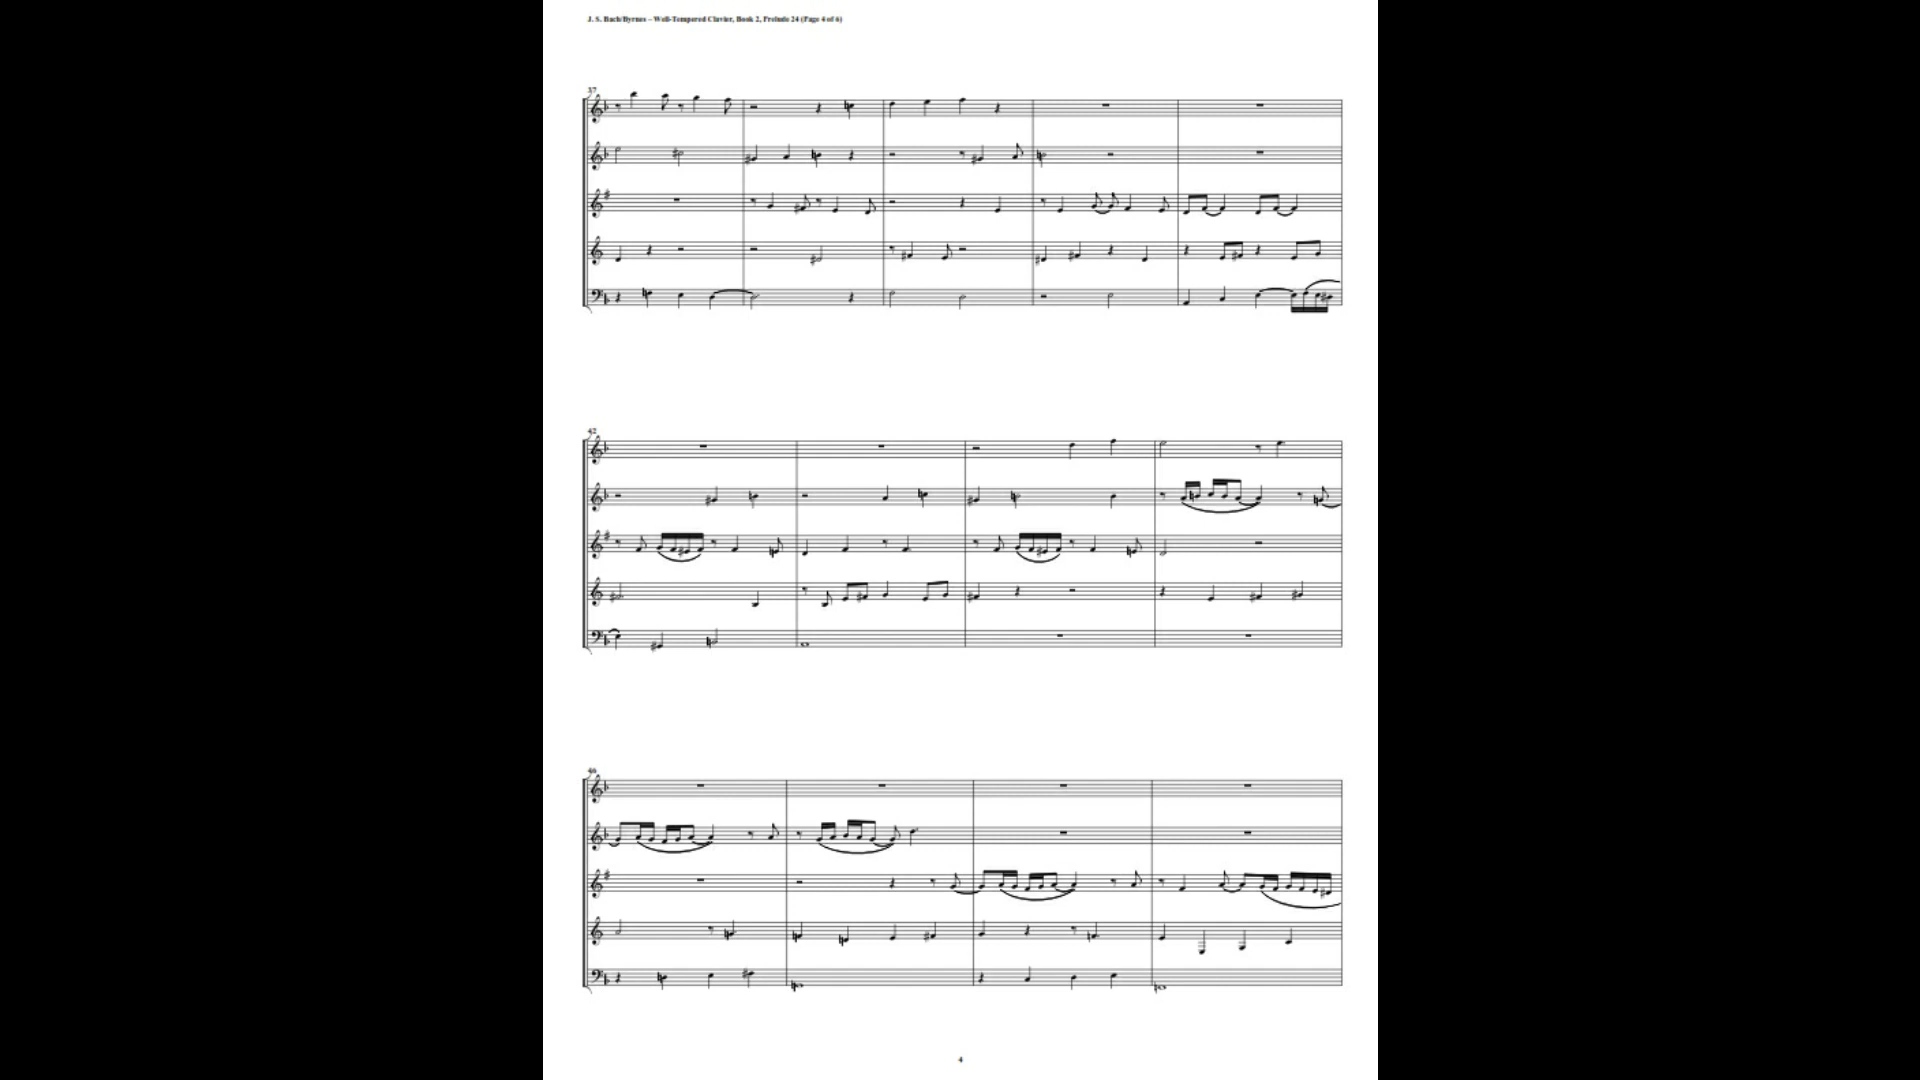 J. S. Bach/Byrnes – Well-Tempered Clavier, Book 2, Prelude 24 (Page 4 of 6)
37
42
46
4